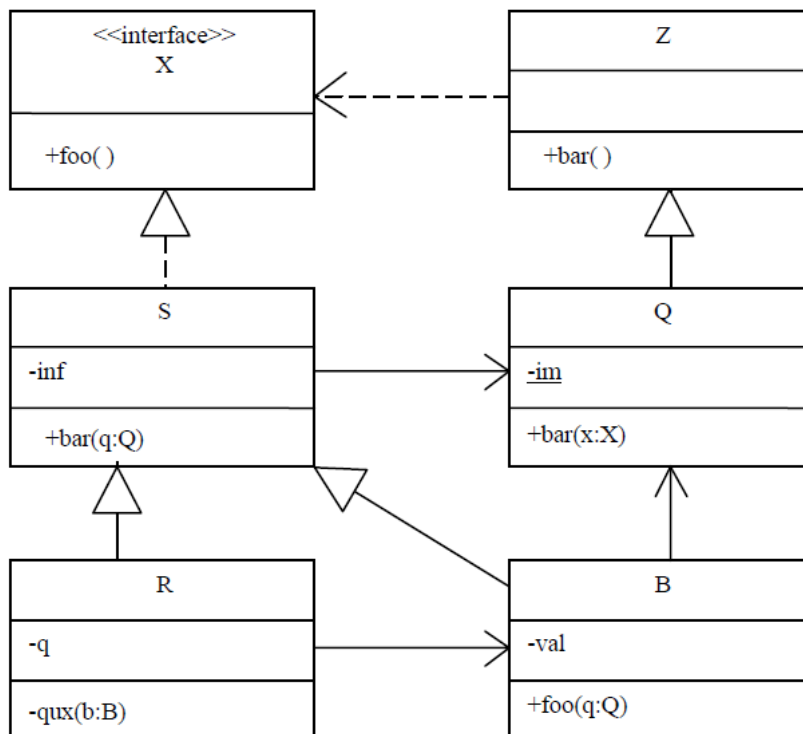 <<interface>>
X
+foo( )
Z
+bar( )
S
-inf
+bar(q:Q)
Q
-im
+bar(x:X)
R
-q
-qux(b:B)
B
-val
+foo(q:Q)